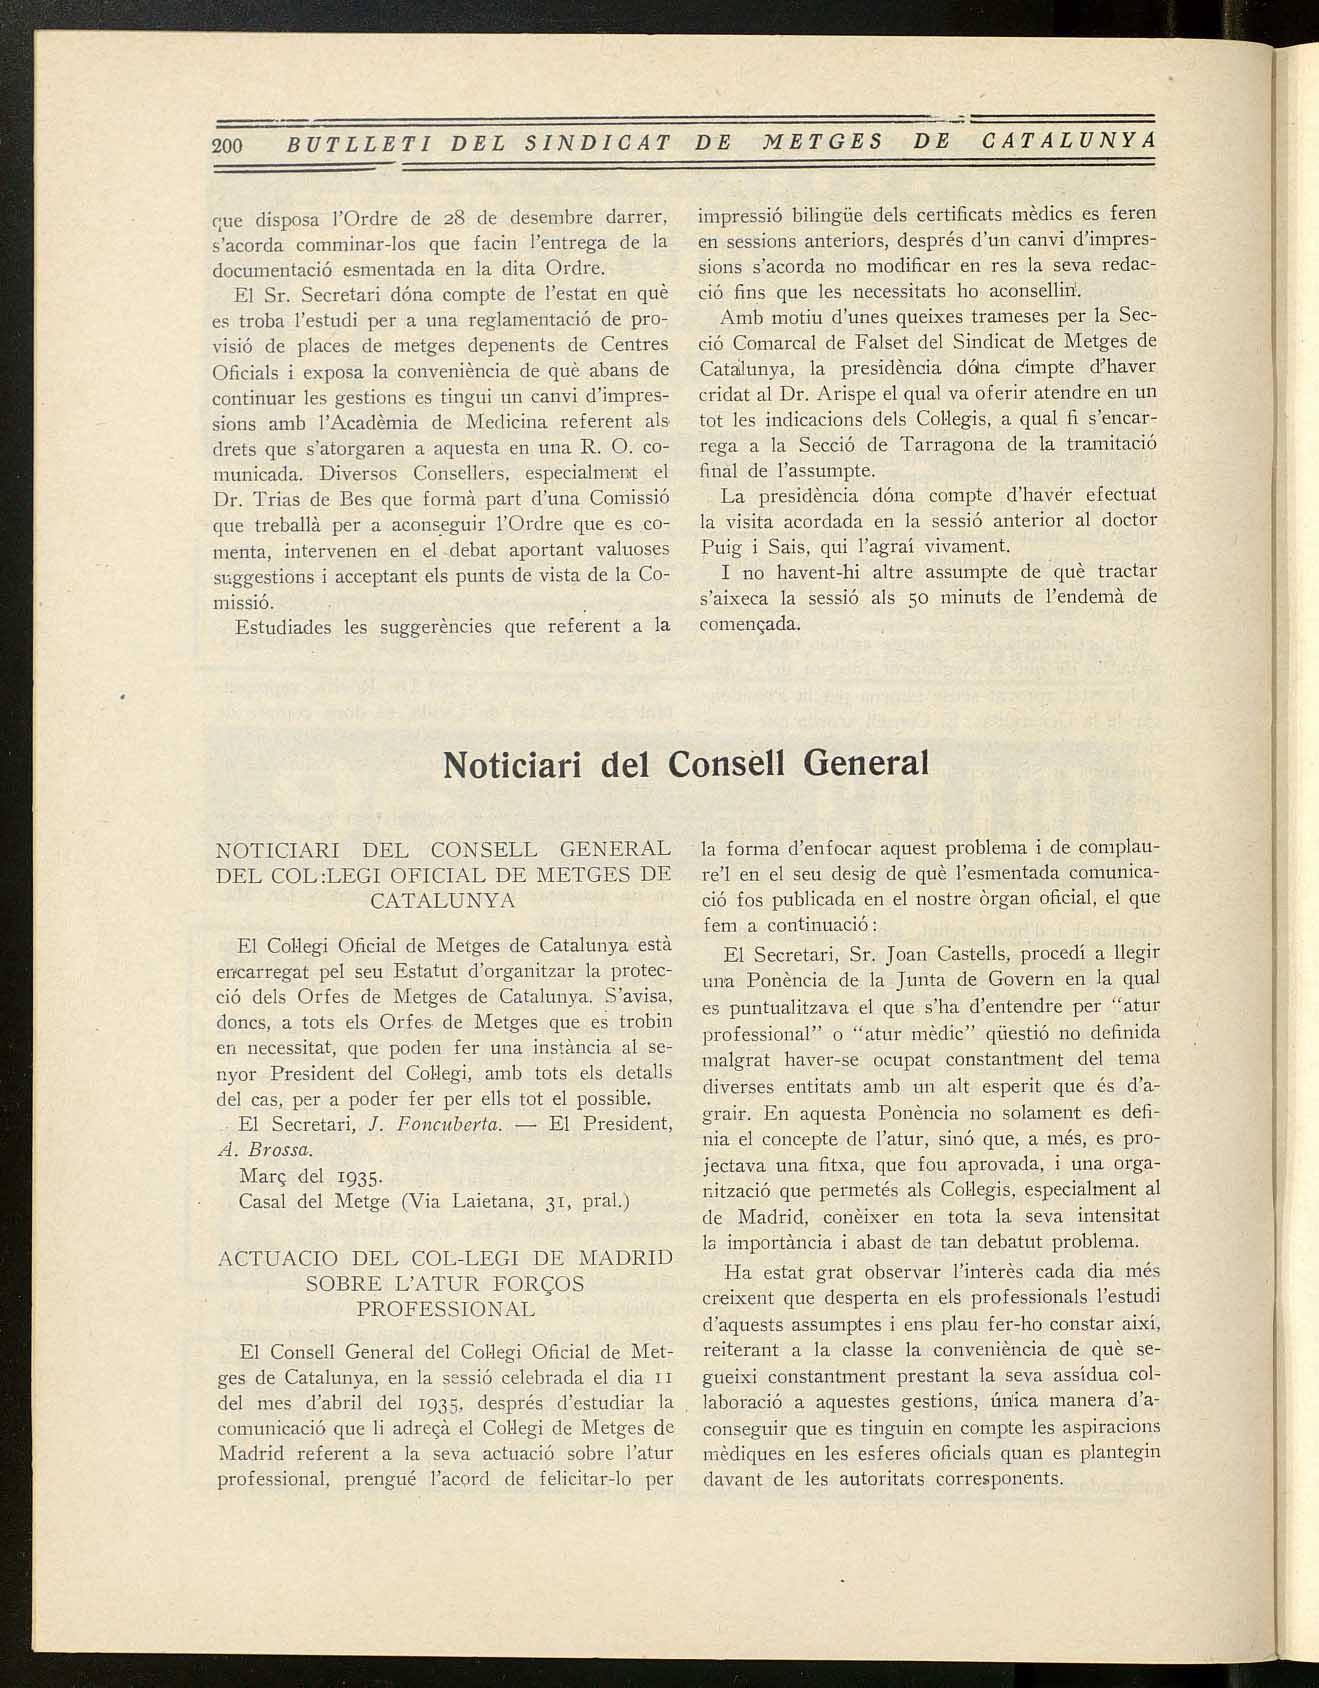 200 BUTLLETI DEL SINDICAT DE METGES DE CATALUNYA
que disposa l'Ordre de 28 de desembre darrer,
s'acorda comminar-los que facin l'entrega de la
documentació esmentada en la dita Ordre.
El Sr. Secretari dóna compte de l'estat en què
es troba l'estudi per a una reglamentació de pro-
visió de places de metges depenents de Centres
Oficials i exposa la conveniència de què abans de
continuar les gestions es tingui un canvi d'impres-
sions amb l'Acadèmia de Medicina referent als
drets que s'atorgaren a aquesta en una R. O. co-
municada. Diversos Consellers, especialment el
Dr. Trias de Bes que formà part d'una Comissió
que treballà per a aconseguir l'Ordre que es co-
menta, intervenen en el debat aportant valuoses
suggestions i acceptant els punts de vista de la Co-
missió.
Estudiades les suggerències que referent a la
impressió bilingüe dels certificats mèdics es feren
en sessions anteriors, després d'un canvi d'impres-
sions s'acorda no modificar en res la seva redac-
ció fins que les necessitats ho aconsellin.
Amb motiu d'unes queixes trameses per la Sec-
ció Comarcal de Falset del Sindicat de Metges de
Catalunya, la presidència dóna cimpte d'haver
cridat al Dr. Arispe el qual va oferir atendre en un
tot les indicacions dels Col·legis, a qual fi s'encar-
rega a la Secció de Tarragona de la tramitació
final de l'assumpte.
La presidència dóna compte d'havér efectuat
la visita acordada en la sessió anterior al doctor
Puig i Sais, qui l'agraí vivament.
I no havent-hi altre assumpte de què tractar
s'aixeca la sessió als 50 minuts de l'endemà de
començada.
Noticiari del Consell General
NOTICIARI DEL CONSELL GENERAL
DEL COL:LEGI OFICIAL DE METGES DE
CATALUNYA
El Col·legi Oficial de Metges de Catalunya està
encarregat pel seu Estatut d'organitzar la protec-
ció dels Orfes de Metges de Catalunya. S'avisa,
doncs, a tots els Orfes de Metges que es trobin
en necessitat, que poden fer una instància al se-
nyor President del Col·legi, amb tots els detalls
del cas, per a poder fer per ells tot el possible.
El Secretari, J. Foncuberta. — El President,
A. Brossa.
Març del 1935.
Casal del Metge (Via Laietana, 31, pral.)
ACTUACIO DEL COL-LEGI DE MADRID
SOBRE L'ATUR FORÇOS
PROFESSIONAL
El Consell General del Col·legi Oficial de Met-
ges de Catalunya, en la sessió celebrada el dia 11
del mes d'abril del 1935, després d'estudiar la
comunicació que li adreçà el Col·legi de Metges de
Madrid referent a la seva actuació sobre l'atur
professional, prengué l'acord de felicitar-lo per
la forma d'enfocar aquest problema i de complau-
re'l en el seu desig de què l'esmentada comunica-
ció fos publicada en el nostre òrgan oficial, el que
fem a continuació:
El Secretari, Sr. Joan Castells, procedí a llegir
una Ponència de la Junta de Govern en la qual
es puntualitzava el que s'ha d'entendre per "atur
professional" o "atur mèdic" qüestió no definida
malgrat haver-se ocupat constantment del tema
diverses entitats amb un alt esperit que és d'a-
grair. En aquesta Ponència no solament es defi-
nia el concepte de l'atur, sinó que, a més, es pro-
jectava una fitxa, que fou aprovada, i una orga-
nització que permetés als Col·legis, especialment al
de Madrid, conèixer en tota la seva intensitat
la importància i abast de tan debatut problema.
Ha estat grat observar l'interès cada dia més
creixent que desperta en els professionals l'estudi
d'aquests assumptes i ens plau fer-ho constar així,
reiterant a la classe la conveniència de què se-
gueixi constantment prestant la seva assídua col-
laboració a aquestes gestions, única manera d'a-
conseguir que es tinguin en compte les aspiracions
mèdiques en les esferes oficials quan es plantegin
davant de les autoritats corresponents.